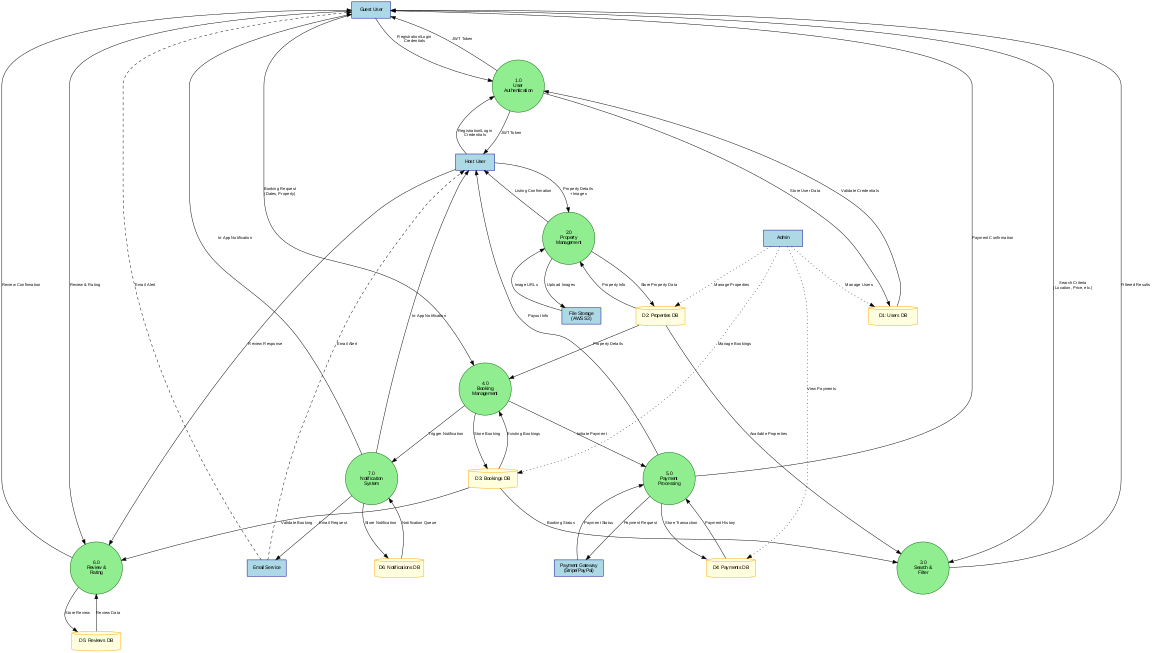 Guest User
Registration/Login
Credentials
JWT Token
1.0
User
Authentication
Registration/Login
Credentials
JWT Token
Host User
Booking Request
(Dates, Property)
Listing Confirmation
Property Details
+ Images
Store User Data
Validate Credentials
In-App Notification
2.0
Property
Management
Admin
Payment Confirmation
Review Confirmation
Review & Rating
Email Alert
Image URLs
Upload Images
Property Info
Store Property Data
Manage Properties
Manage Users
Search Criteria
(Location, Price, etc.)
Filtered Results
File Storage
(AWS S3)
D2: Properties DB
D1: Users DB
In-App Notification
Payout Info
Review Response
Email Alert
Property Details
Manage Bookings
4.0
Booking
Management
View Payments
Trigger Notification
Store Booking
Existing Bookings
Initiate Payment
Available Properties
7.0
Notification
System
D3: Bookings DB
5.0
Payment
Processing
Validate Booking
Email Request
Store Notification
Notification Queue
Booking Status
Payment Status
Payment Request
Store Transaction
Payment History
6.0
Review &
Rating
Email Service
D6: Notifications DB
Payment Gateway
(Stripe/PayPal)
D4: Payments DB
3.0
Search &
Filter
Store Review
Review Data
D5: Reviews DB